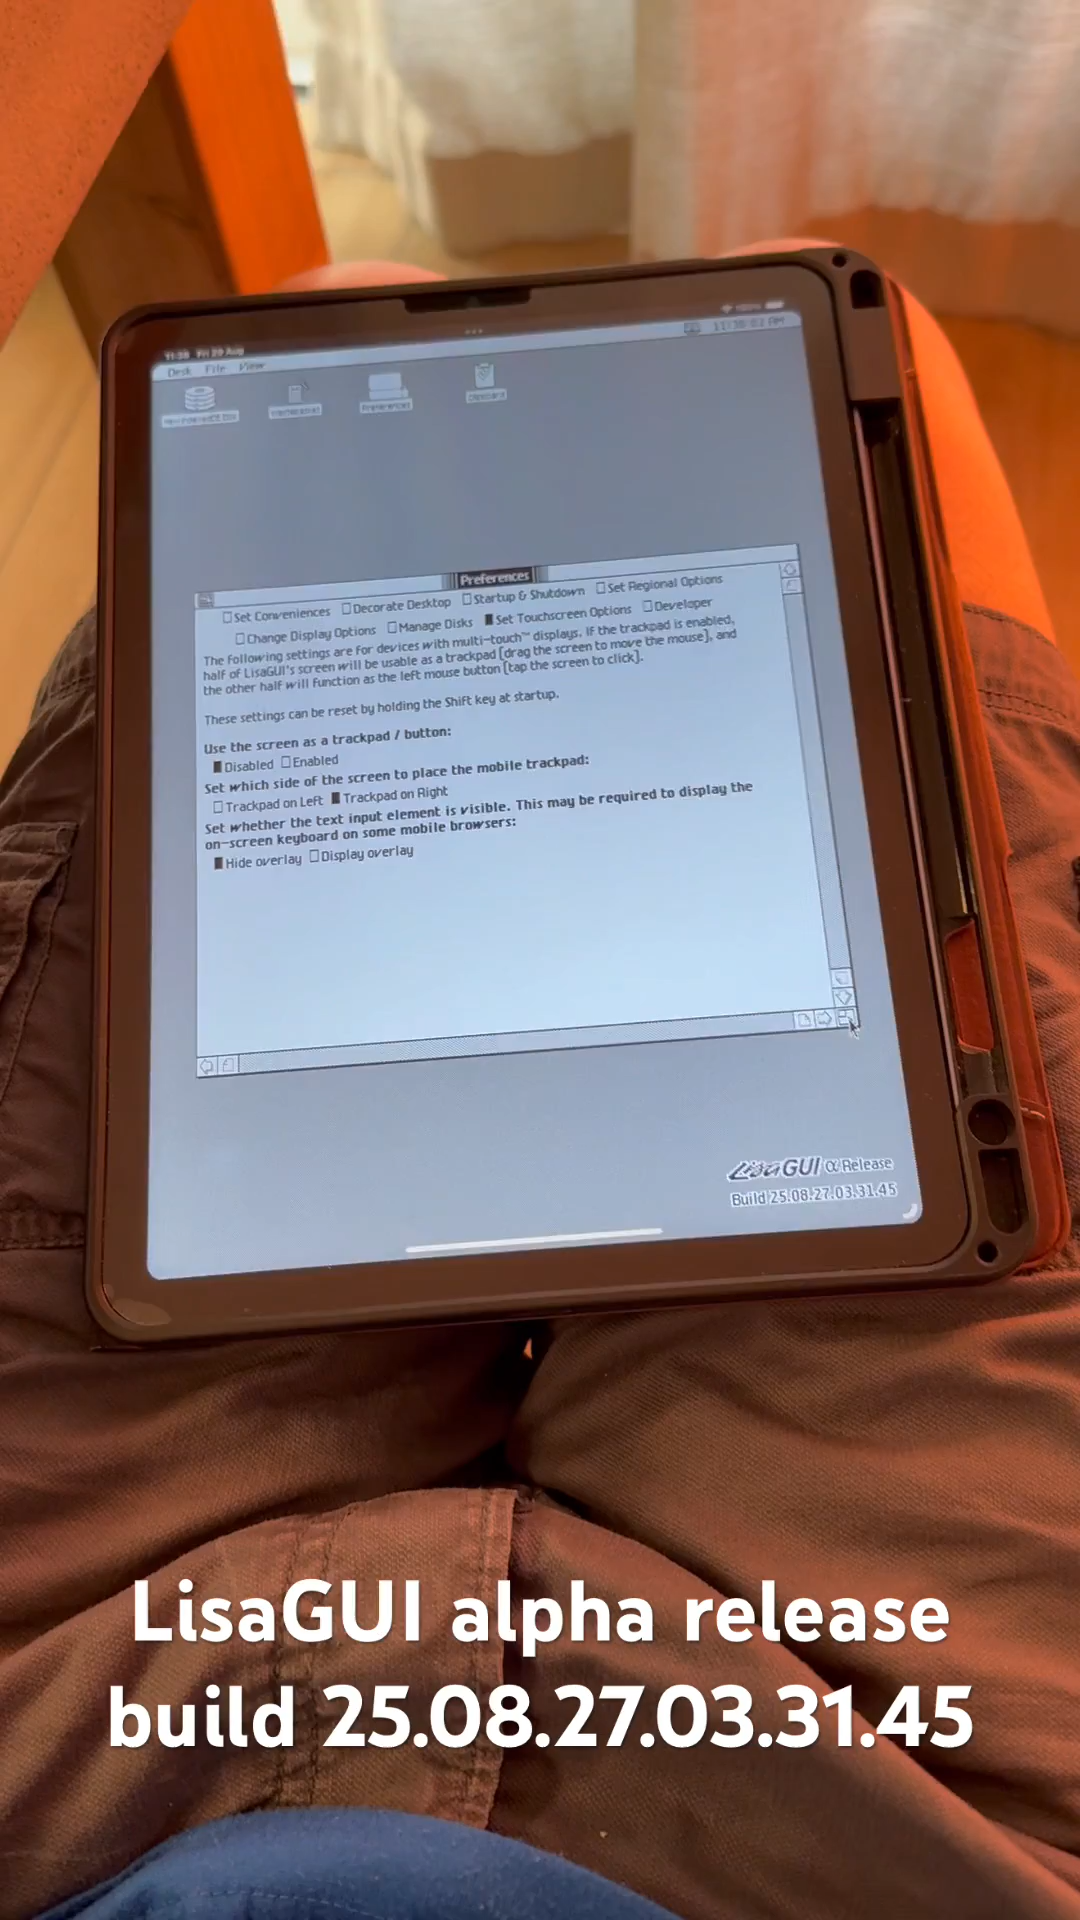 11:38 Fri 29 Aug
Desk File View
Preferences
Clipboard
Preferences
Set Conveniences Decorate Desktop Startup & Shutdown Set Regional Options
Change Display Options Manage Disks Set Touchscreen Options Developer
The following settings are for devices with multi-touch™ displays. If the trackpad is enabled,
half of LisaGUI's screen will be usable as a trackpad (drag the screen to move the mouse), and
the other half will function as the left mouse button (tap the screen to click).
These settings can be reset by holding the Shift key at startup.
Use the screen as a trackpad / button:
Disabled Enabled
Set which side of the screen to place the mobile trackpad:
Trackpad on Left Trackpad on Right
Set whether the text input element is visible. This may be required to display the
on-screen keyboard on some mobile browsers:
Hide overlay Display overlay
LisaGUI α Release
Build 25.08.27.03.31.45
LisaGUI alpha release
build 25.08.27.03.31.45